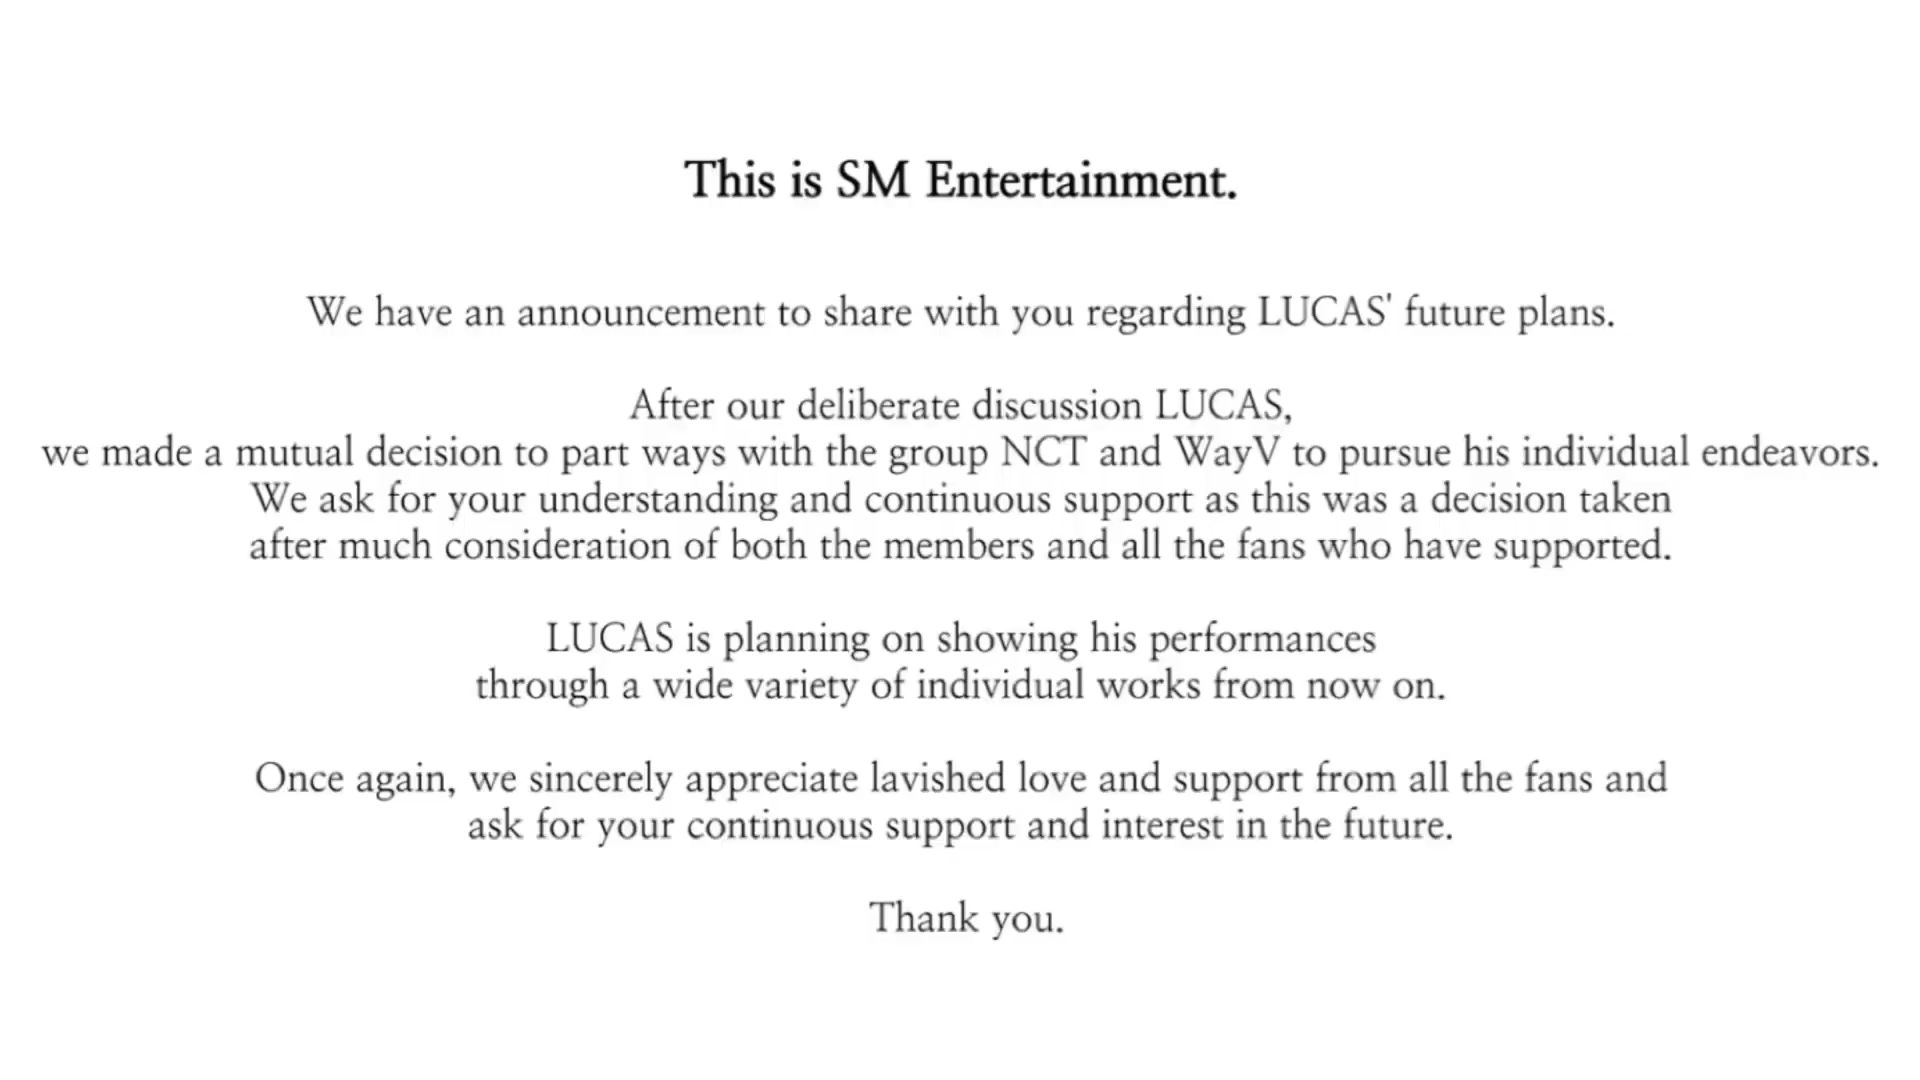 This is SM Entertainment.
We have an announcement to share with you regarding LUCAS' future plans.
After our deliberate discussion LUCAS,
we made a mutual decision to part ways with the group NCT and WayV to pursue his individual endeavors.
We ask for your understanding and continuous support as this was a decision taken
after much consideration of both the members and all the fans who have supported.
LUCAS is planning on showing his performances
through a wide variety of individual works from now on.
Once again, we sincerely appreciate lavished love and support from all the fans and
ask for your continuous support and interest in the future.
Thank you.